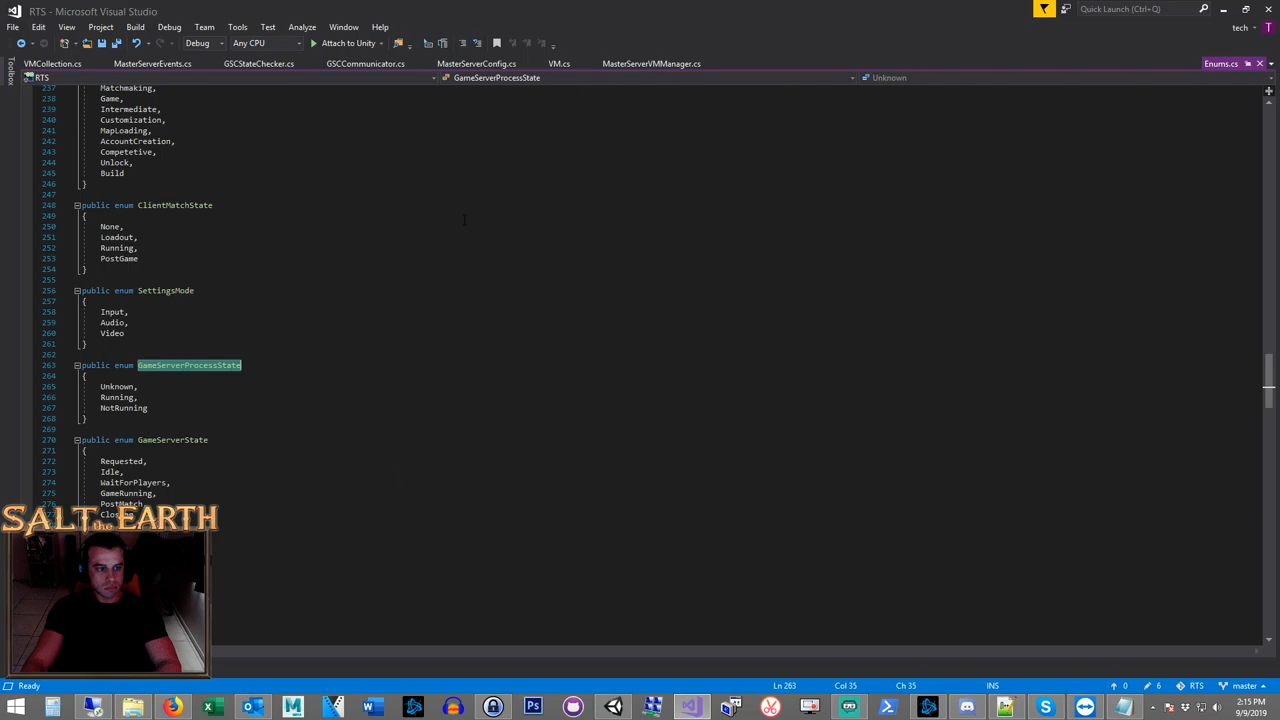 RTS - Microsoft Visual Studio
Quick Launch (Ctrl+Q)
File Edit View Project Build Debug Team Tools Test Analyze Window Help
tech T
Debug Any CPU Attach to Unity
VMCollection.cs MasterServerEvents.cs GSCStateChecker.cs GSCCommunicator.cs MasterServerConfig.cs VM.cs MasterServerVMManager.cs Enums.cs
Toolbox
RTS GameServerProcessState Unknown
237 Matchmaking,
238 Game,
239 Intermediate,
240 Customization,
241 MapLoading,
242 AccountCreation,
243 Competetive,
244 Unlock,
245 Build
246 }
247
248 public enum ClientMatchState
249 {
250 None,
251 Loadout,
252 Running,
253 PostGame
254 }
255
256 public enum SettingsMode
257 {
258 Input,
259 Audio,
260 Video
261 }
262
263 public enum GameServerProcessState
264 {
265 Unknown,
266 Running,
267 NotRunning
268 }
269
270 public enum GameServerState
271 {
272 Requested,
273 Idle,
274 WaitForPlayers,
275 GameRunning,
276 PostMatch,
SALT the EARTH
Ready Ln 263 Col 35 Ch 35 INS 0 6 RTS master
2:15 PM
9/9/2019